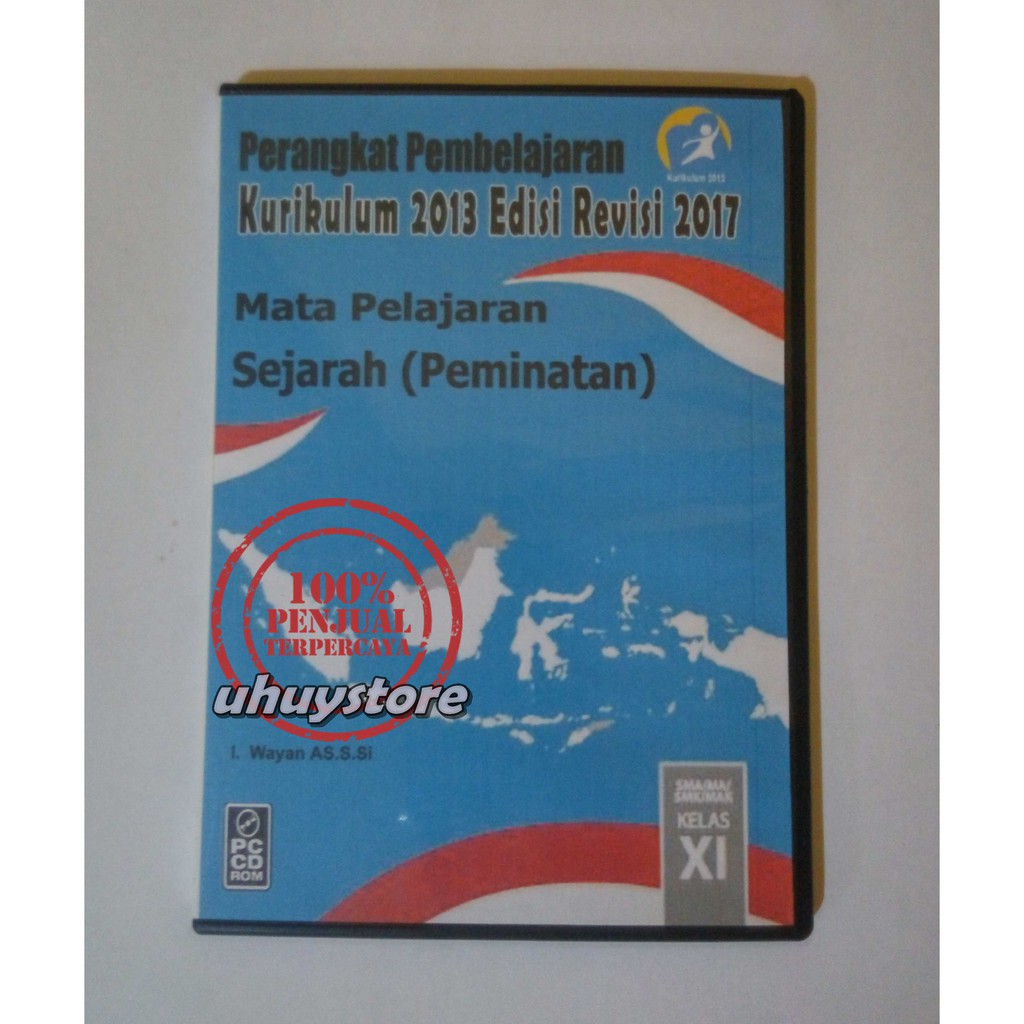 Perangkat Pembelajaran
Kurikulum 2013
Kurikulum 2013 Edisi Revisi 2017
Mata Pelajaran
Sejarah (Peminatan)
100%
PENJUAL
TERPERCAYA
uhuystore
I. Wayan AS.S.Si
SMA/MA/
SMK/MAK
KELAS
XI
PC
CD
ROM